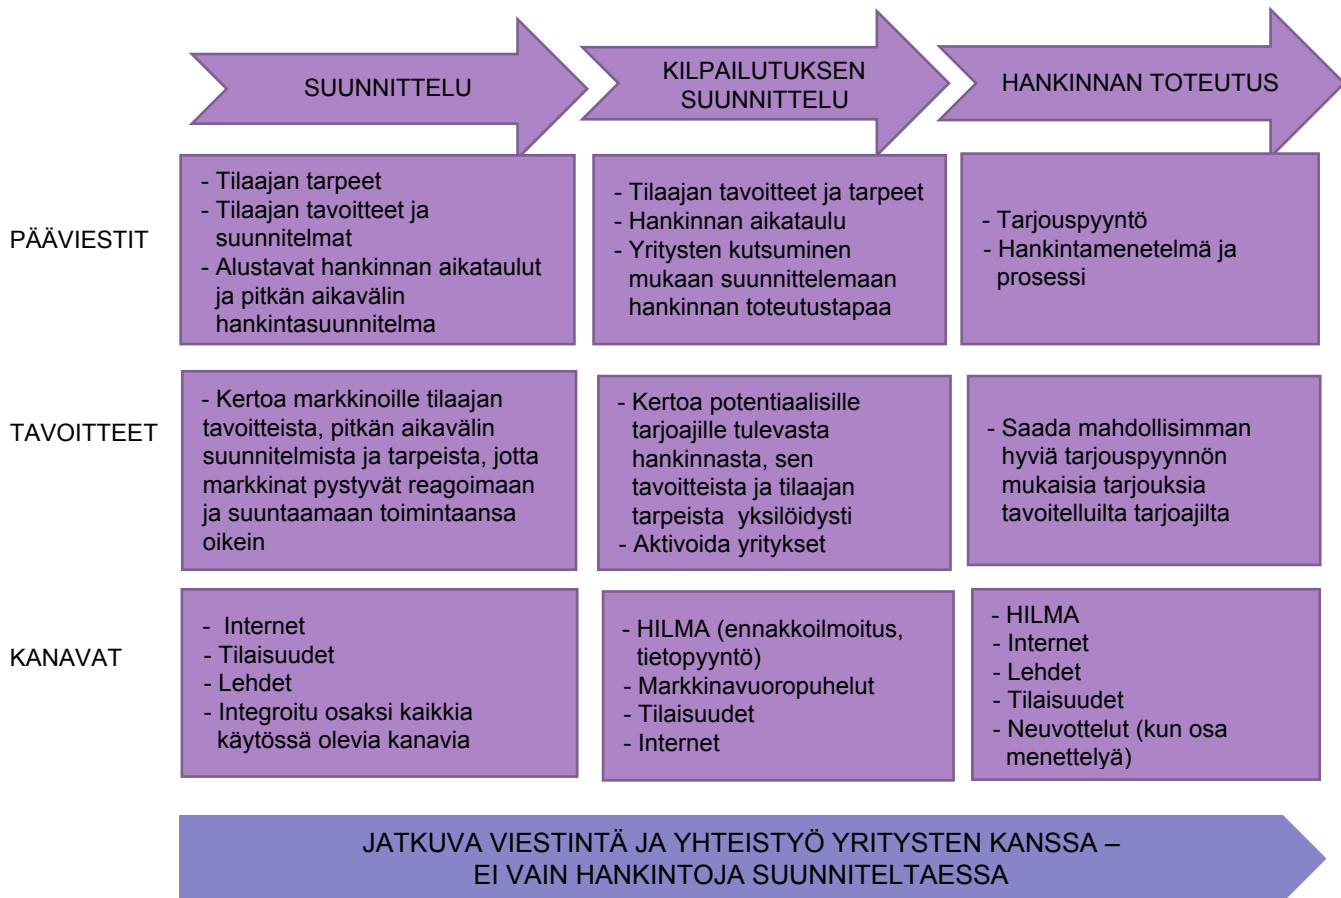 SUUNNITTELU
KILPAILUTUKSEN
SUUNNITTELU
HANKINNAN TOTEUTUS
PÄÄVIESTIT
- Tilaajan tarpeet
- Tilaajan tavoitteet ja
suunnitelmat
- Alustavat hankinnan aikataulut
ja pitkän aikavälin
hankintasuunnitelma
- Tilaajan tavoitteet ja tarpeet
- Hankinnan aikataulu
- Yritysten kutsuminen
mukaan suunnittelemaan
hankinnan toteutustapaa
- Tarjouspyyntö
- Hankintamenetelmä ja
prosessi
TAVOITTEET
- Kertoa markkinoille tilaajan
tavoitteista, pitkän aikavälin
suunnitelmista ja tarpeista, jotta
markkinat pystyvät reagoimaan
ja suuntaamaan toimintaansa
oikein
- Kertoa potentiaalisille
tarjoajille tulevasta
hankinnasta, sen
tavoitteista ja tilaajan
tarpeista yksilöidysti
- Aktivoida yritykset
- Saada mahdollisimman
hyviä tarjouspyynnön
mukaisia tarjouksia
tavoitelluilta tarjoajilta
KANAVAT
- Internet
- Tilaisuudet
- Lehdet
- Integroitu osaksi kaikkia
käytössä olevia kanavia
- HILMA (ennakkoilmoitus,
tietopyyntö)
- Markkinavuoropuhelut
- Tilaisuudet
- Internet
- HILMA
- Internet
- Lehdet
- Tilaisuudet
- Neuvottelut (kun osa
menettelyä)
JATKUVA VIESTINTÄ JA YHTEISTYÖ YRITYSTEN KANSSA –
EI VAIN HANKINTOJA SUUNNITELTAESSA